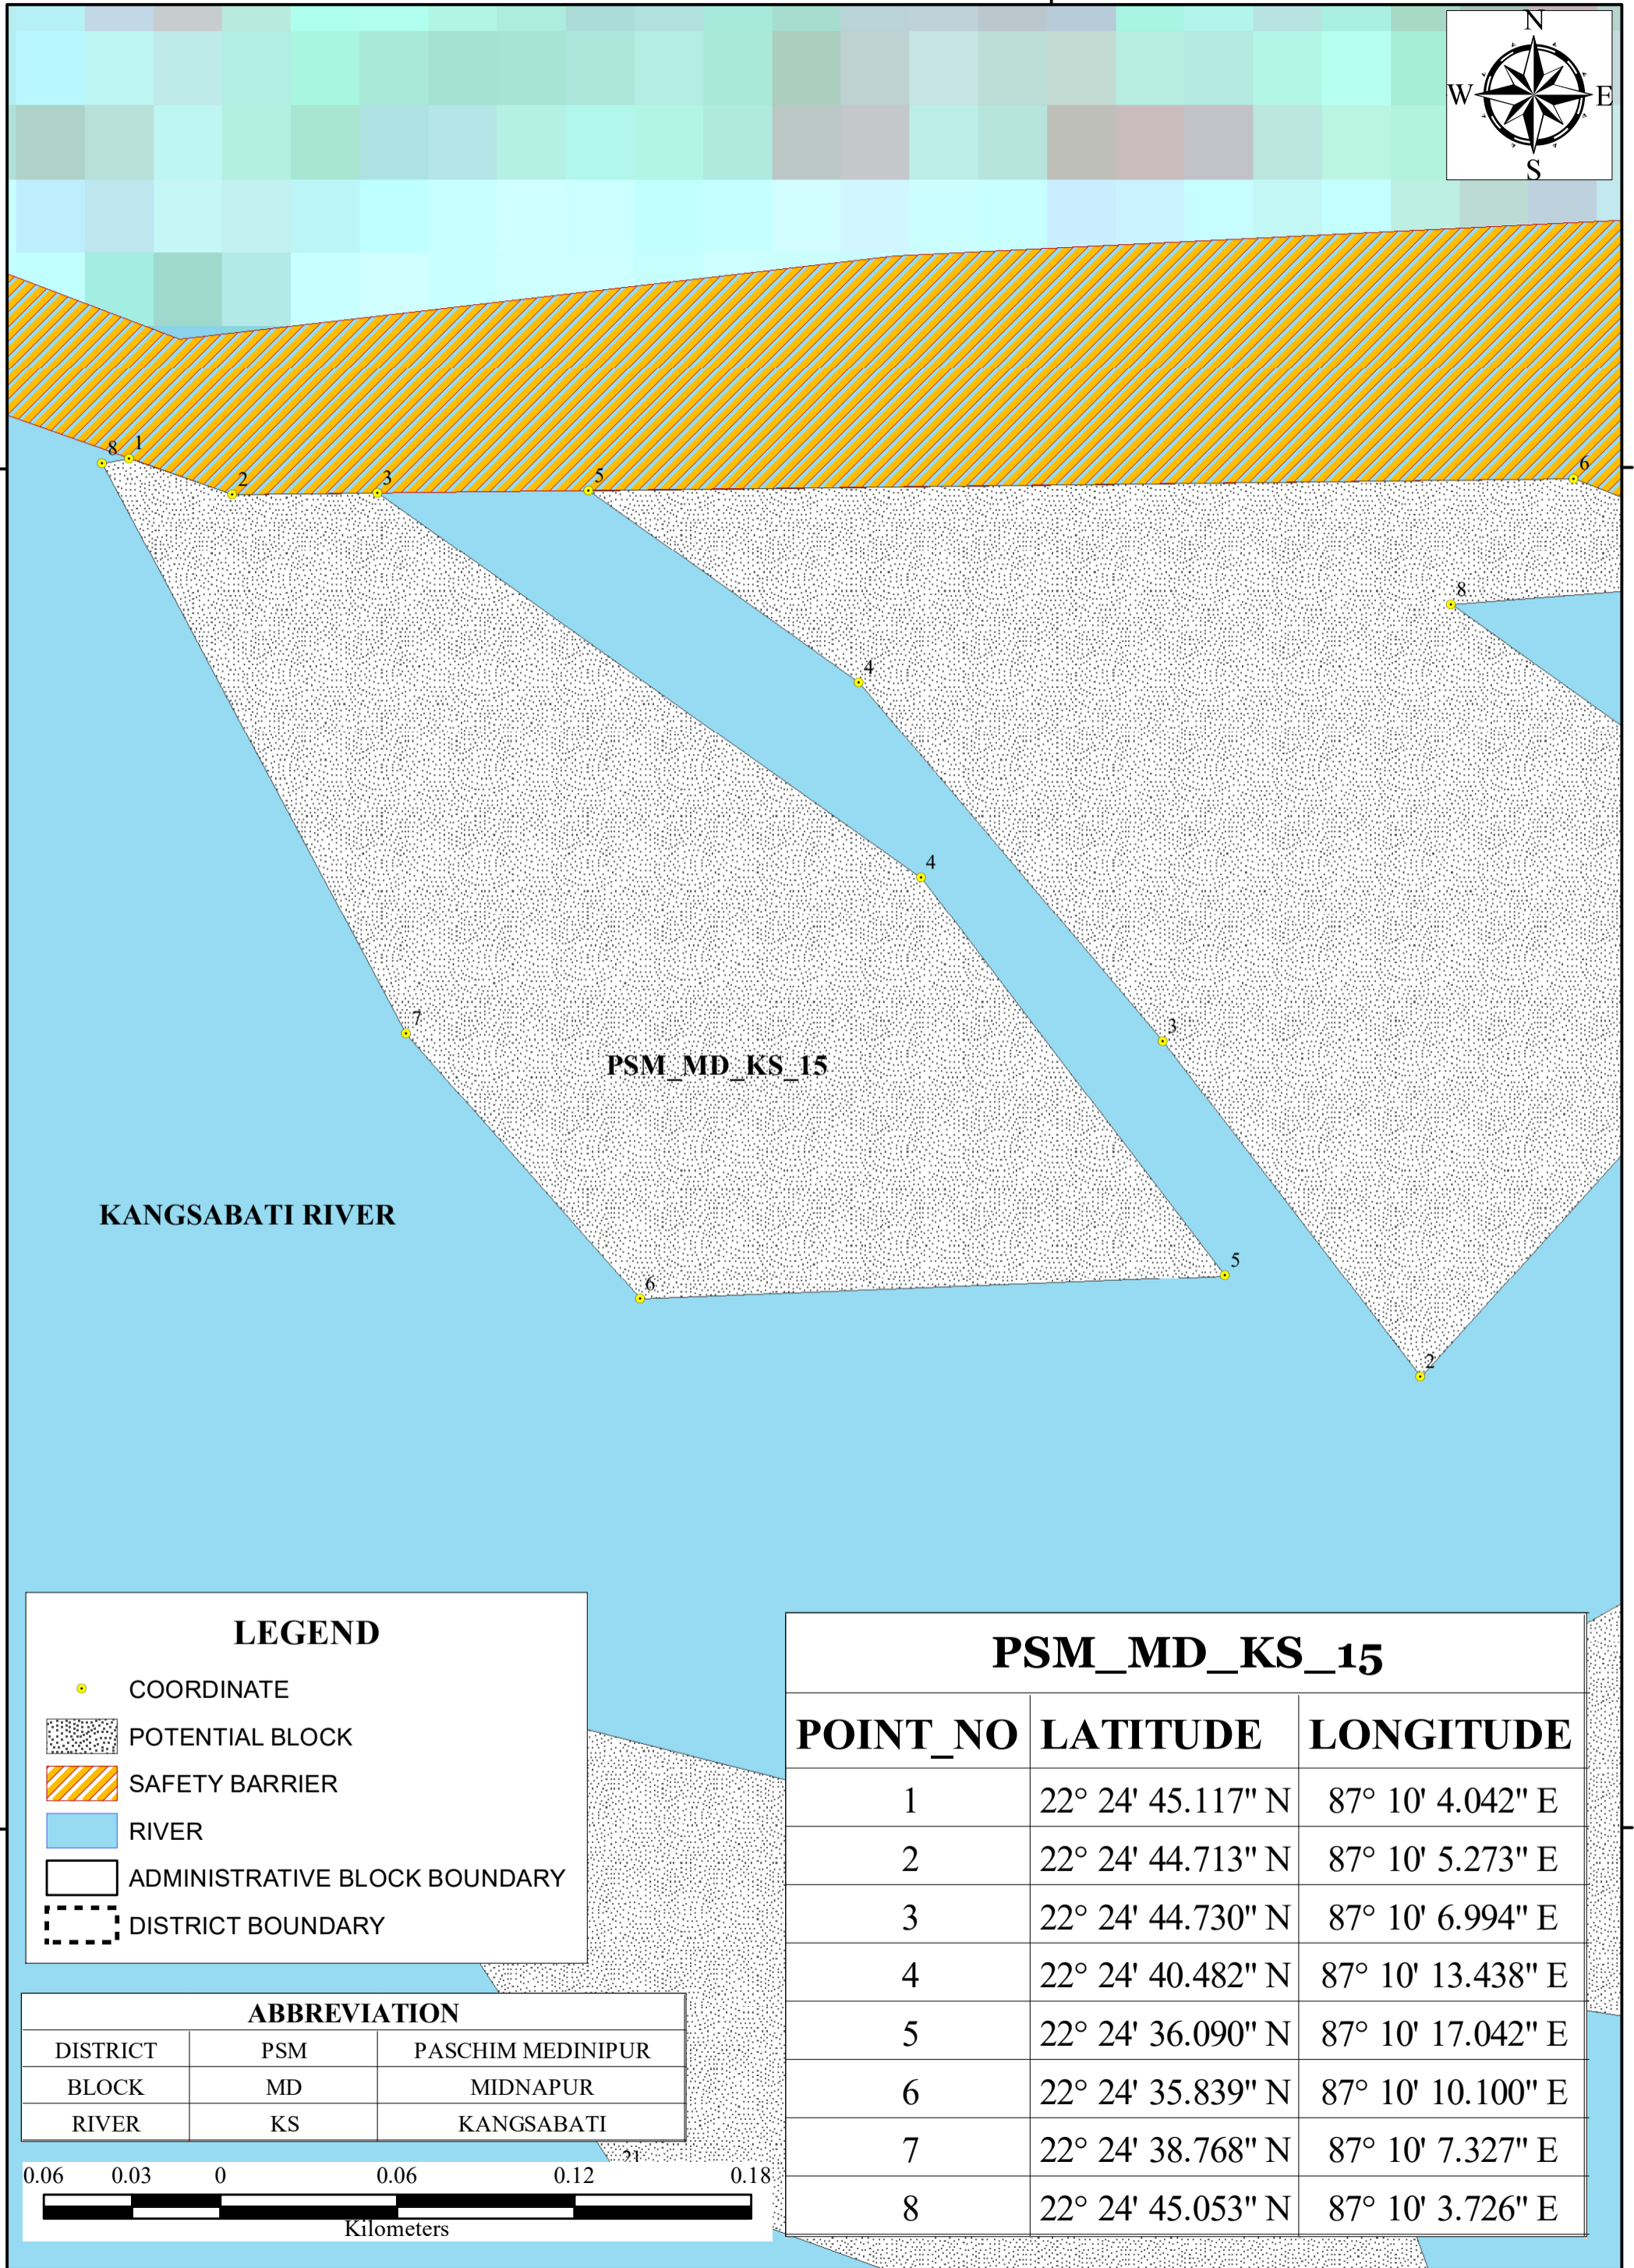 N
W E
S
8 1
2 3 5 6
8
4
4
7
3
PSM_MD_KS_15
KANGSABATI RIVER
5
6
2
LEGEND
COORDINATE
POTENTIAL BLOCK
SAFETY BARRIER
RIVER
ADMINISTRATIVE BLOCK BOUNDARY
DISTRICT BOUNDARY
PSM_MD_KS_15
POINT_NO LATITUDE LONGITUDE
1 22° 24' 45.117" N 87° 10' 4.042" E
2 22° 24' 44.713" N 87° 10' 5.273" E
3 22° 24' 44.730" N 87° 10' 6.994" E
4 22° 24' 40.482" N 87° 10' 13.438" E
5 22° 24' 36.090" N 87° 10' 17.042" E
6 22° 24' 35.839" N 87° 10' 10.100" E
7 22° 24' 38.768" N 87° 10' 7.327" E
8 22° 24' 45.053" N 87° 10' 3.726" E
ABBREVIATION
DISTRICT PSM PASCHIM MEDINIPUR
BLOCK MD MIDNAPUR
RIVER KS KANGSABATI
21
0.06 0.03 0 0.06 0.12 0.18
Kilometers